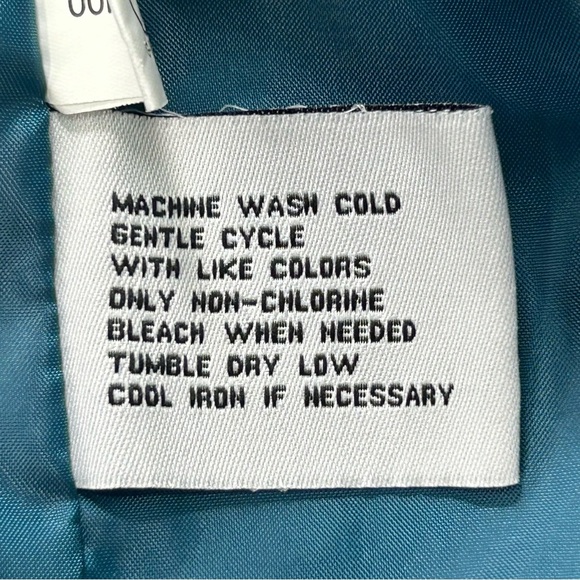 MACHINE WASH COLD
GENTLE CYCLE
WITH LIKE COLORS
ONLY NON-CHLORINE
BLEACH WHEN NEEDED
TUMBLE DRY LOW
COOL IRON IF NECESSARY